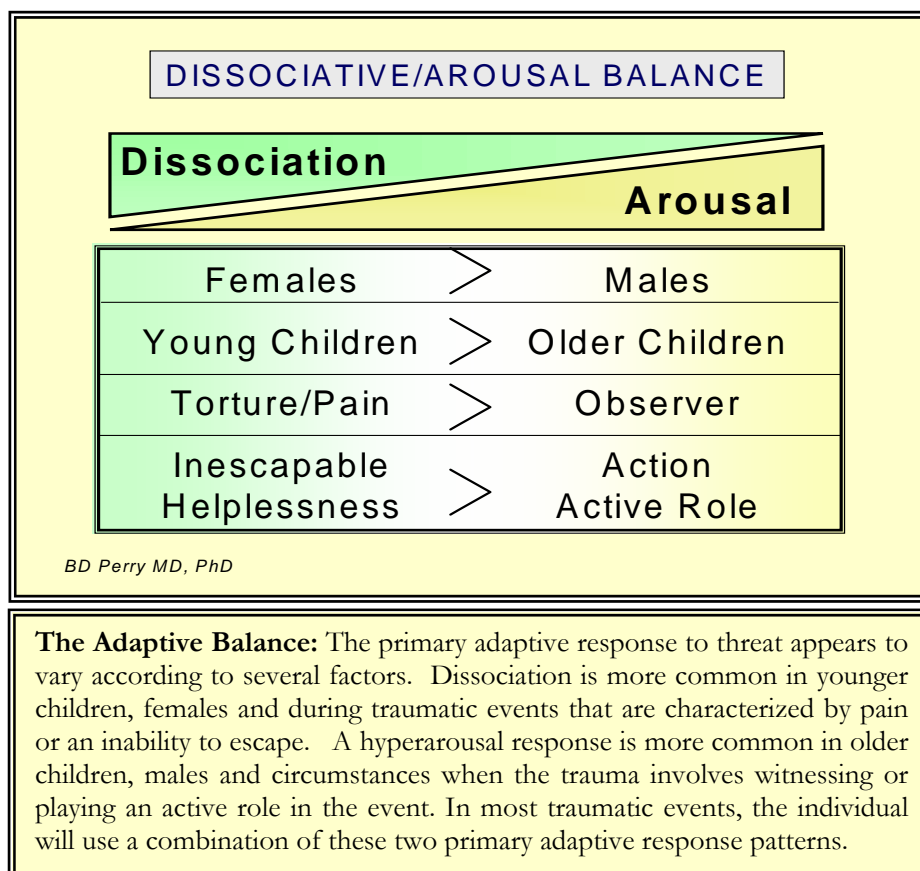 DISSOCIATIVE/AROUSAL BALANCE
Dissociation
Arousal
Females > Males
Young Children > Older Children
Torture/Pain > Observer
Inescapable Action
Helplessness > Active Role
BD Perry MD, PhD
The Adaptive Balance: The primary adaptive response to threat appears to
vary according to several factors. Dissociation is more common in younger
children, females and during traumatic events that are characterized by pain
or an inability to escape. A hyperarousal response is more common in older
children, males and circumstances when the trauma involves witnessing or
playing an active role in the event. In most traumatic events, the individual
will use a combination of these two primary adaptive response patterns.